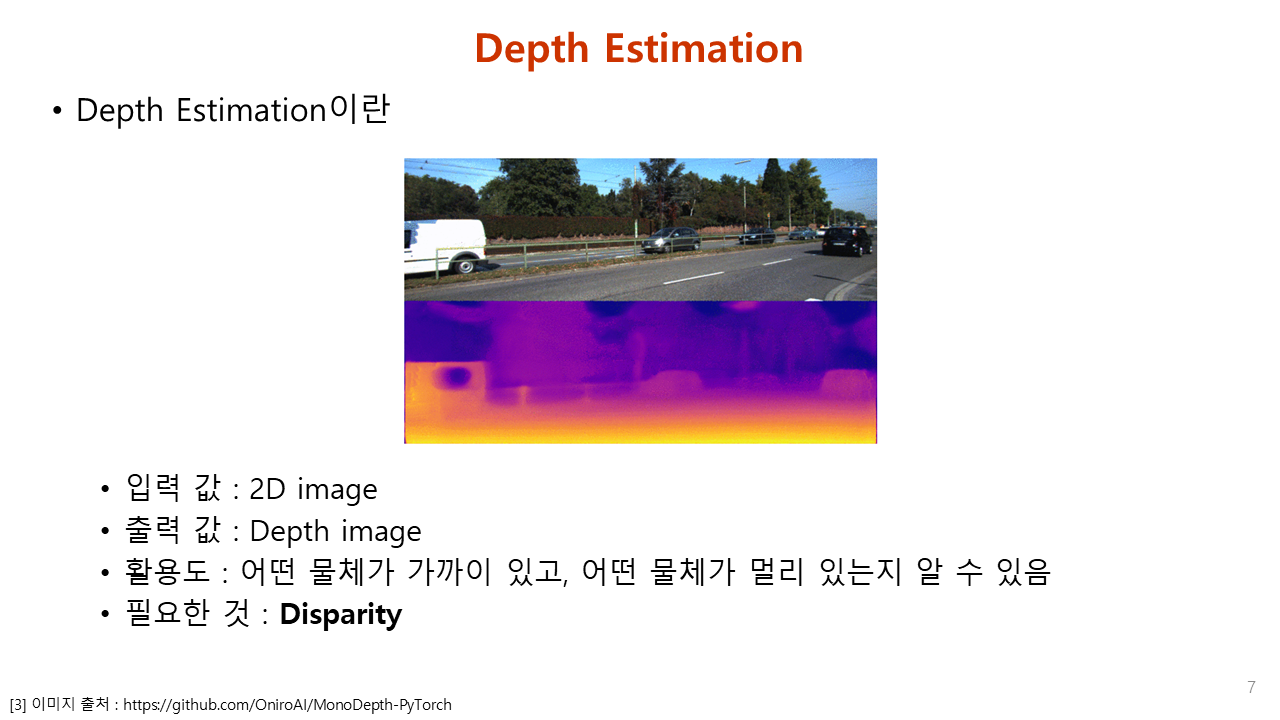 Depth Estimation
• Depth Estimation이란
• 입력 값 : 2D image
• 출력 값 : Depth image
• 활용도 : 어떤 물체가 가까이 있고, 어떤 물체가 멀리 있는지 알 수 있음
• 필요한 것 : Disparity
7
[3] 이미지 출처 : https://github.com/OniroAI/MonoDepth-PyTorch